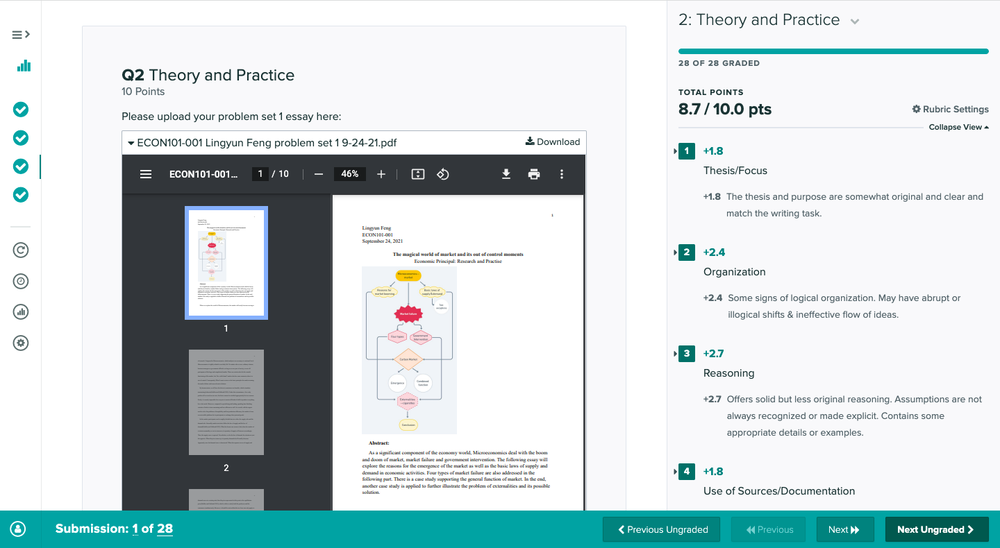 Q2 Theory and Practice
10 Points
Please upload your problem set 1 essay here:
ECON101-001 Lingyun Feng problem set 1 9-24-21.pdf
Download
ECON101-001...
1 / 10
46%
1
2
1
Lingyun Feng
ECON101-001
September 24, 2021
The magical world of market and its out of control moments
Economic Principal: Research and Practise
Microeconomics--
market
Reasons for
market booming
Basic laws of
supply &demand
Two
exceptions
Market failure
Four types
Government
Intervention
Carbon Market
Emergence
Combined
function
Externalities
--cigarettes
Conclusion
Abstract:
As a significant component of the economy world, Microeconomics deal with the boom
and doom of market, market failure and government intervention. The following essay will
explore the reasons for the emergence of the market as well as the basic laws of supply and
demand in economic activities. Four types of market failure are also addressed in the
following part. There is a case study supporting the general function of market. In the end,
another case study is applied to further illustrate the problem of externalities and its possible
solution.
2: Theory and Practice
28 OF 28 GRADED
TOTAL POINTS
8.7 / 10.0 pts
Rubric Settings
Collapse View
1
+1.8
Thesis/Focus
+1.8 The thesis and purpose are somewhat original and clear and
match the writing task.
2
+2.4
Organization
+2.4 Some signs of logical organization. May have abrupt or
illogical shifts & ineffective flow of ideas.
3
+2.7
Reasoning
+2.7 Offers solid but less original reasoning. Assumptions are not
always recognized or made explicit. Contains some
appropriate details or examples.
4
+1.8
Use of Sources/Documentation
Submission: 1 of 28
Previous Ungraded
Previous
Next
Next Ungraded